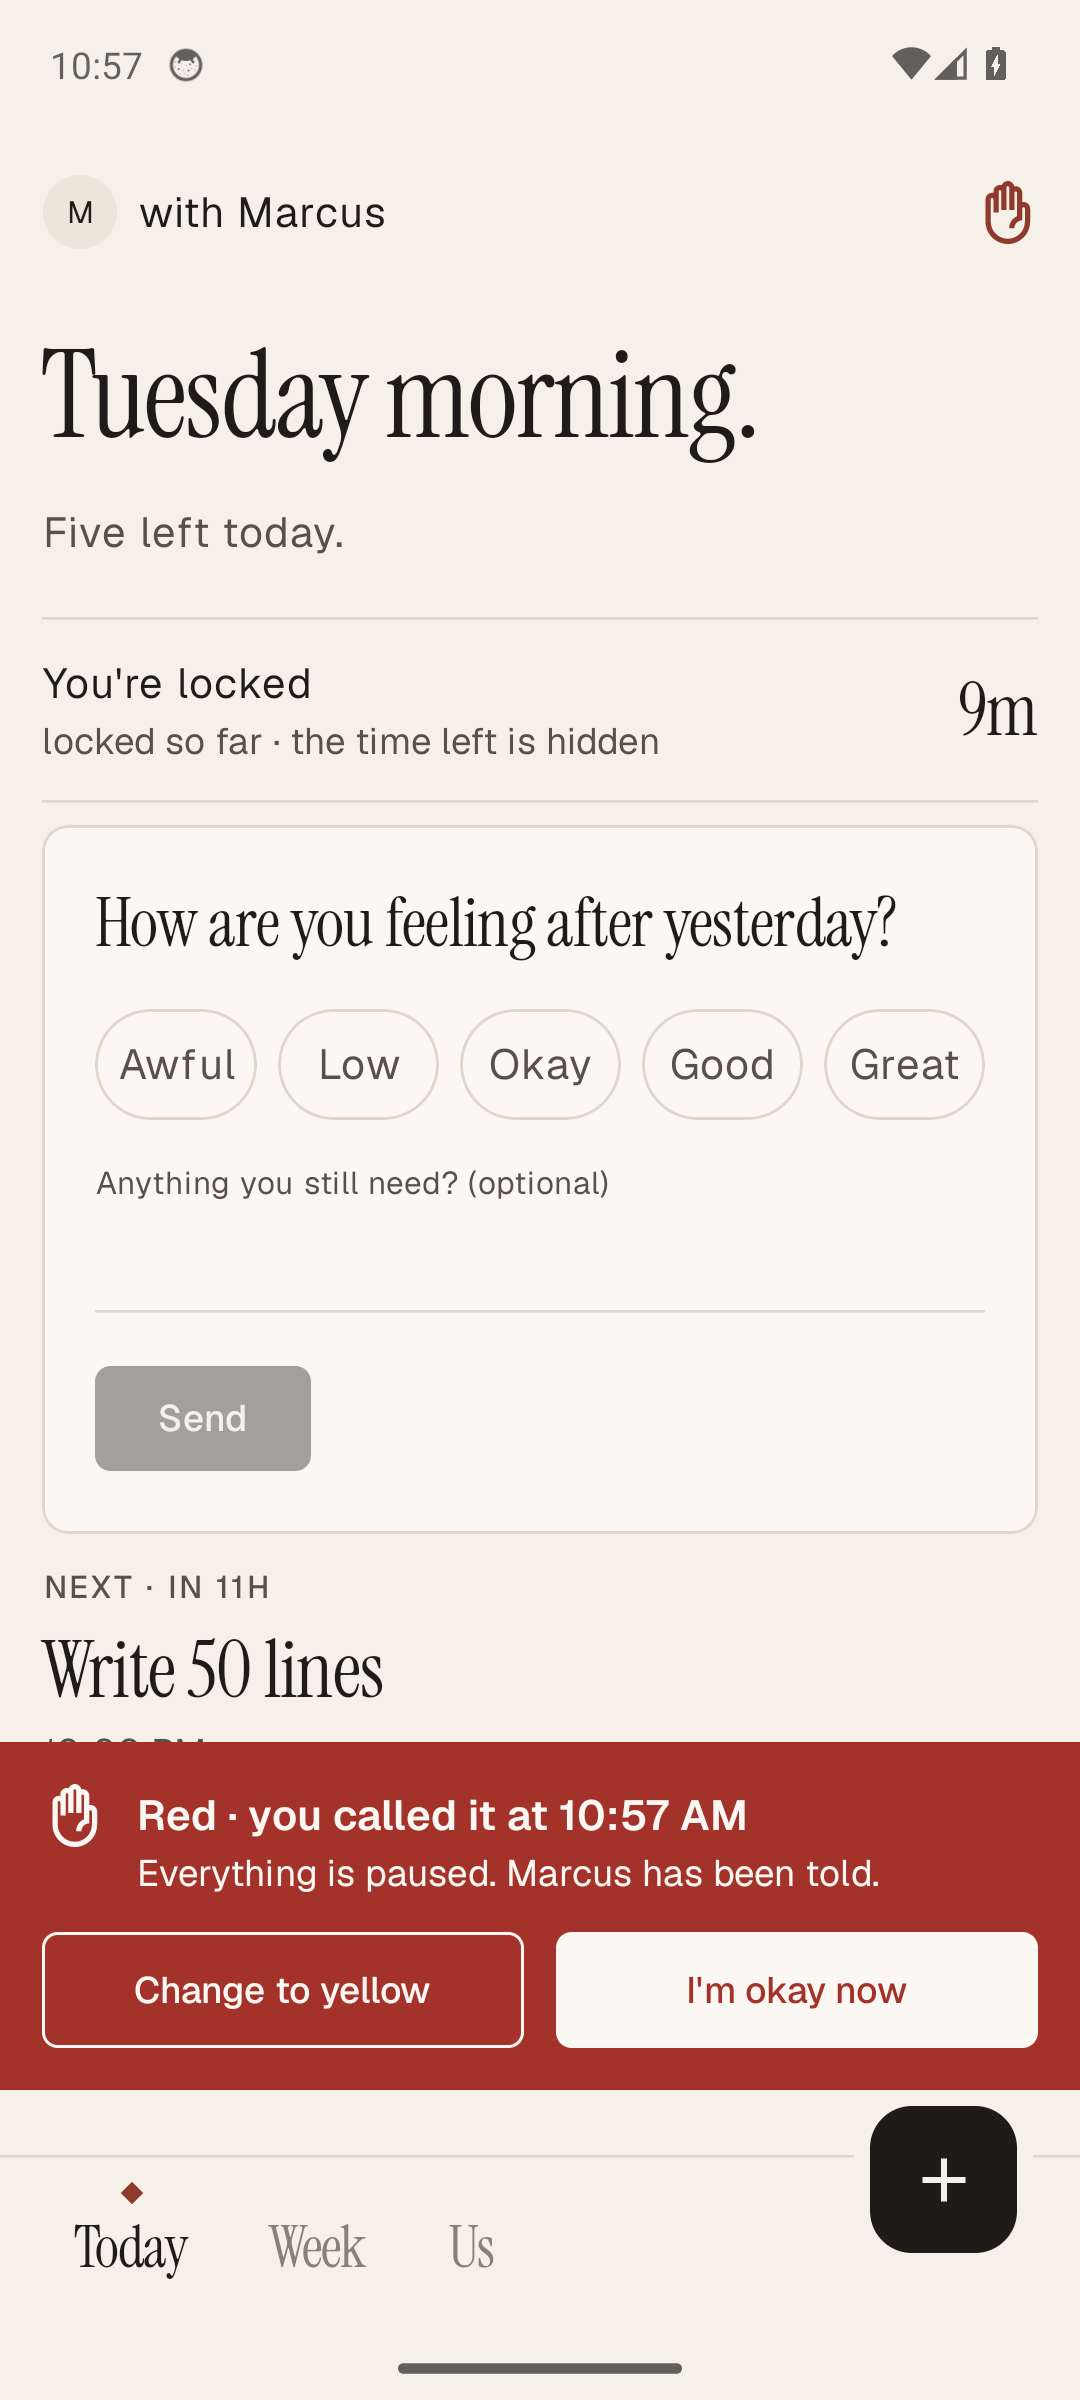 10:57
M with Marcus
Tuesday morning.
Five left today.
You're locked
locked so far · the time left is hidden
9m
How are you feeling after yesterday?
Awful Low Okay Good Great
Anything you still need? (optional)
Send
NEXT · IN 11H
Write 50 lines
Red · you called it at 10:57 AM
Everything is paused. Marcus has been told.
Change to yellow I'm okay now
Today Week Us